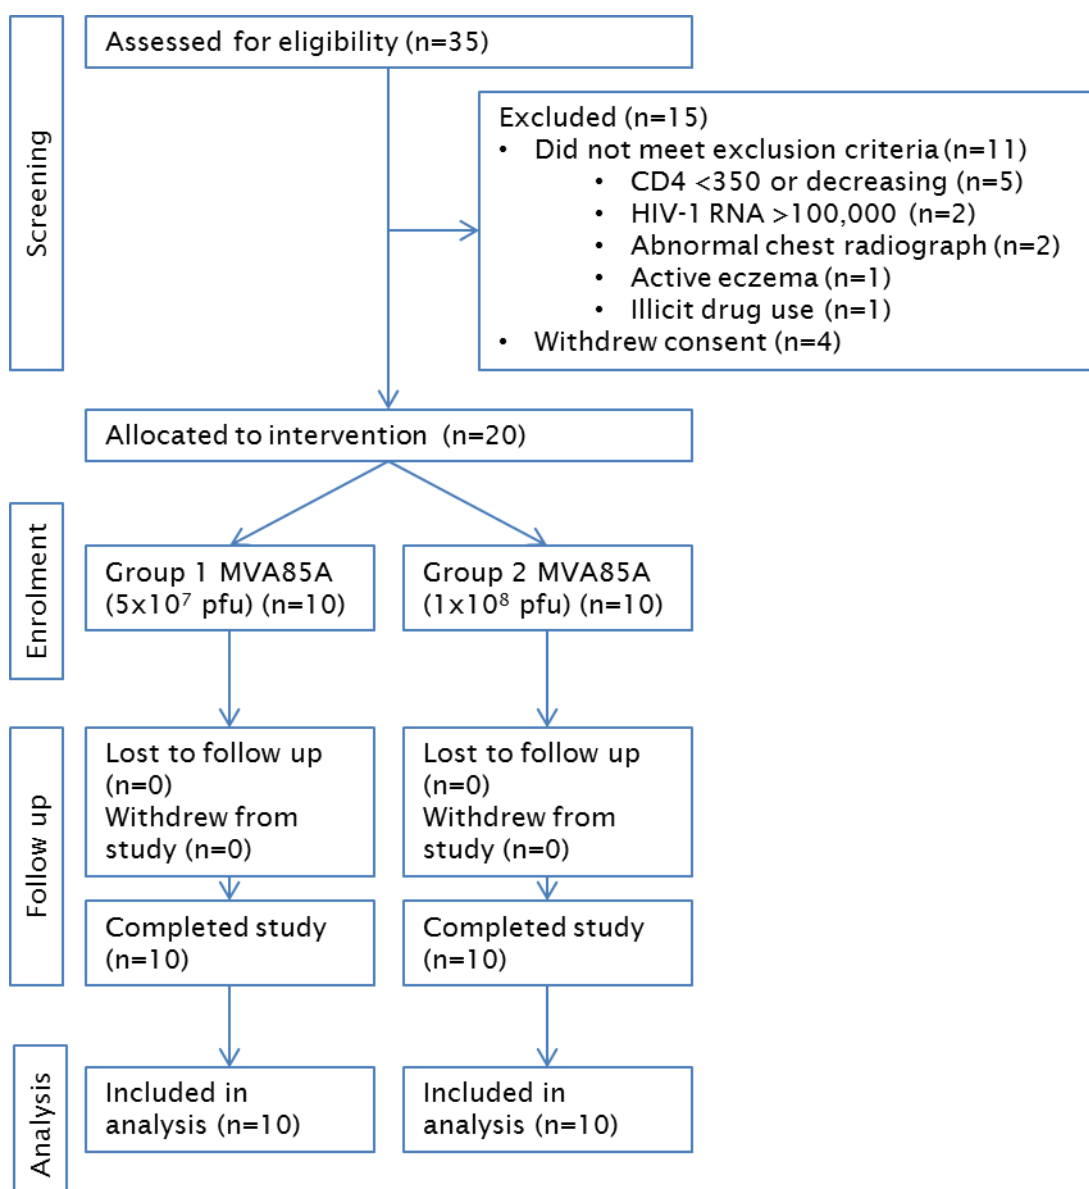 Screening
Assessed for eligibility (n=35)
Excluded (n=15)
• Did not meet exclusion criteria (n=11)
• CD4 <350 or decreasing (n=5)
• HIV-1 RNA >100,000 (n=2)
• Abnormal chest radiograph (n=2)
• Active eczema (n=1)
• Illicit drug use (n=1)
• Withdrew consent (n=4)
Allocated to intervention (n=20)
Enrolment
Group 1 MVA85A
(5x10⁷ pfu) (n=10)
Group 2 MVA85A
(1x10⁸ pfu) (n=10)
Follow up
Lost to follow up
(n=0)
Withdrew from
study (n=0)
Lost to follow up
(n=0)
Withdrew from
study (n=0)
Completed study
(n=10)
Completed study
(n=10)
Analysis
Included in
analysis (n=10)
Included in
analysis (n=10)